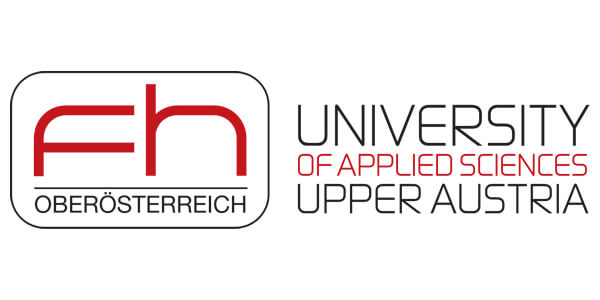 fh
OBERÖSTERREICH
UNIVERSITY
OF APPLIED SCIENCES
UPPER AUSTRIA